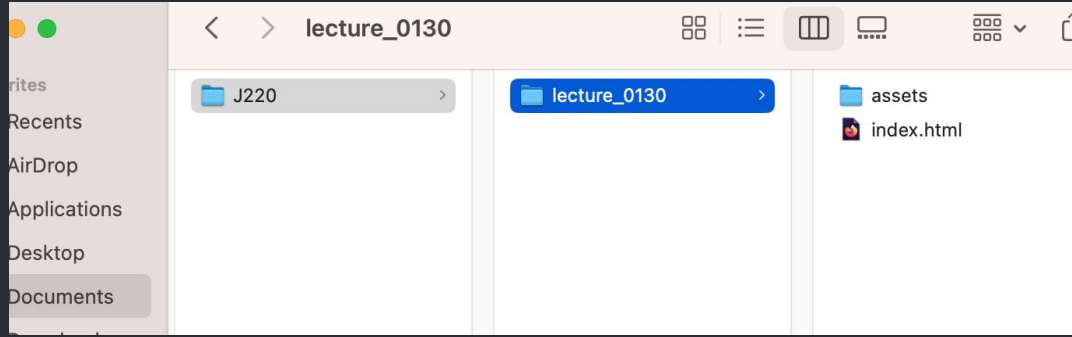 lecture_0130
rites
Recents
AirDrop
Applications
Desktop
Documents
J220
lecture_0130
assets
index.html